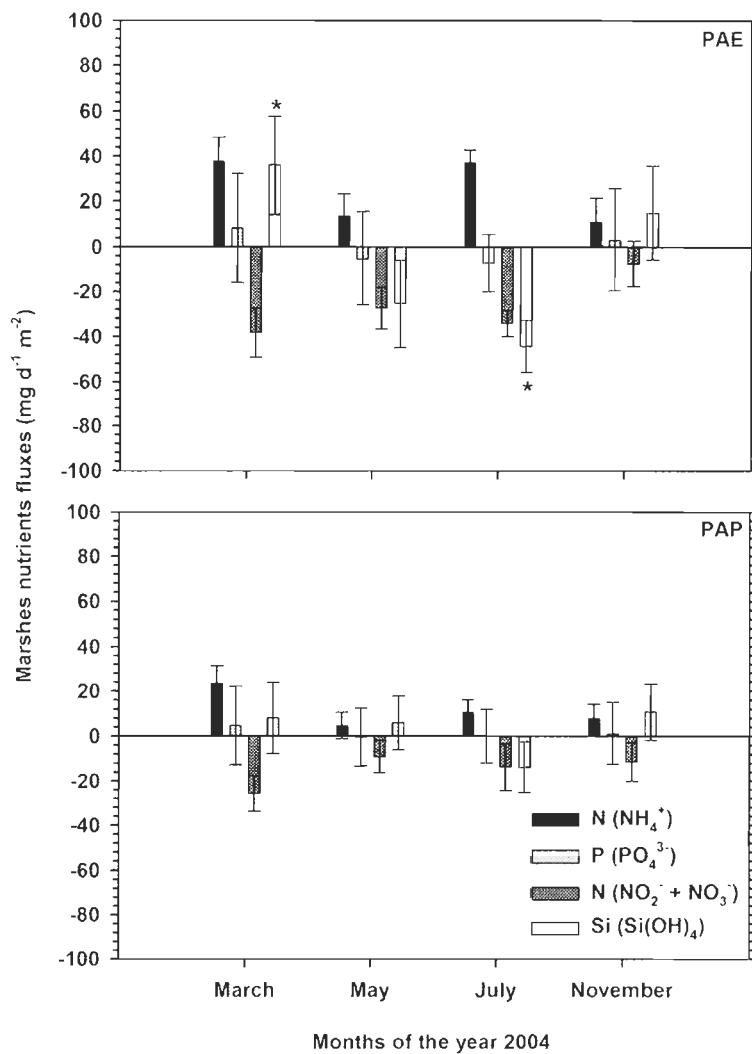 Marshes nutrients fluxes (mg d⁻¹ m⁻²)
100
80
60
40
20
0
-20
-40
-60
-80
-100
PAE
*
*
100
80
60
40
20
0
-20
-40
-60
-80
-100
PAP
N (NH₄⁺)
P (PO₄³⁻)
N (NO₂⁻ + NO₃⁻)
Si (Si(OH)₄)
March May July November
Months of the year 2004